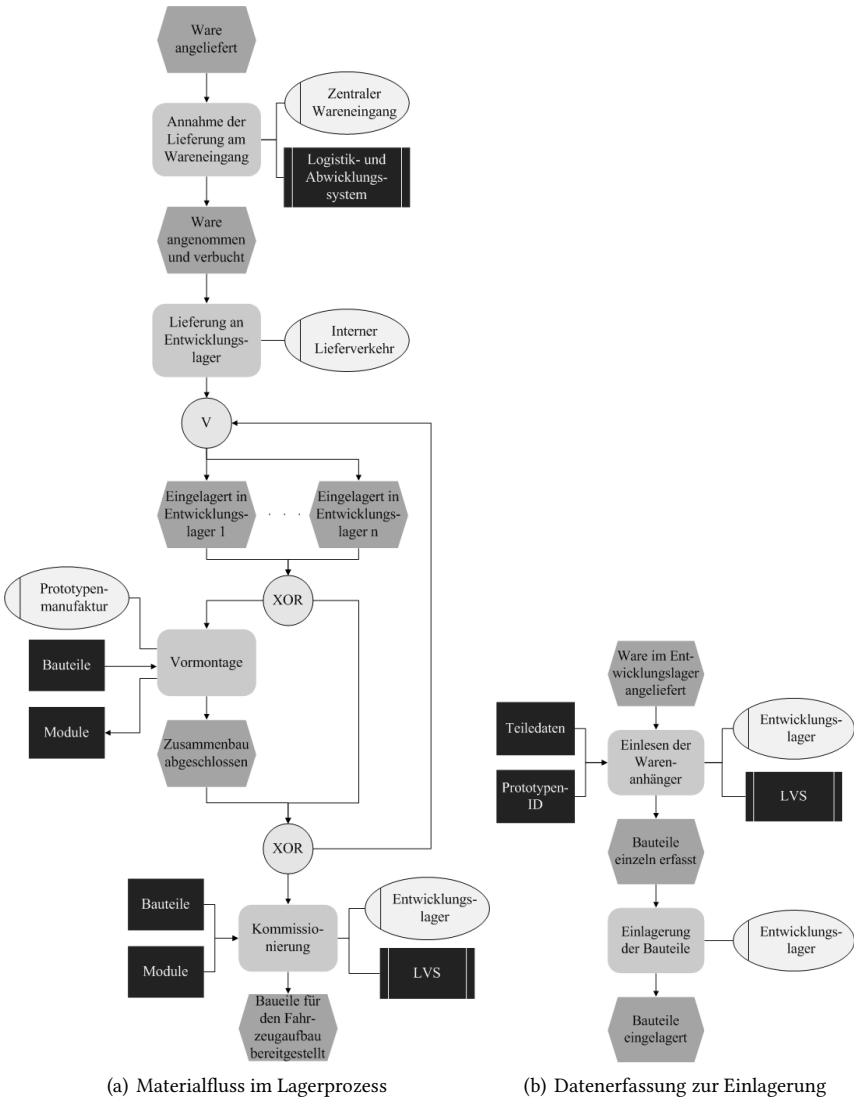 Ware
angeliefert
Annahme der
Lieferung am
Wareneingang
Zentraler
Wareneingang
Logistik- und
Abwicklungs-
system
Ware
angenommen
und verbucht
Lieferung an
Entwicklungs-
lager
Interner
Lieferverkehr
V
Eingelagert in
Entwicklungs-
lager 1
. . . .
Eingelagert in
Entwicklungs-
lager n
XOR
Prototypen-
manufaktur
Bauteile
Module
Vormontage
Zusammenbau
abgeschlossen
XOR
Bauteile
Module
Kommissio-
nierung
Entwicklungs-
lager
LVS
Baueile für
den Fahr-
zeugaufbau
bereitgestellt
(a) Materialfluss im Lagerprozess
Ware im Ent-
wicklungslager
angeliefert
Teiledaten
Prototypen-
ID
Einlesen der
Waren-
anhänger
Entwicklungs-
lager
LVS
Bauteile
einzeln erfasst
Einlagerung
der Bauteile
Entwicklungs-
lager
Bauteile
eingelagert
(b) Datenerfassung zur Einlagerung